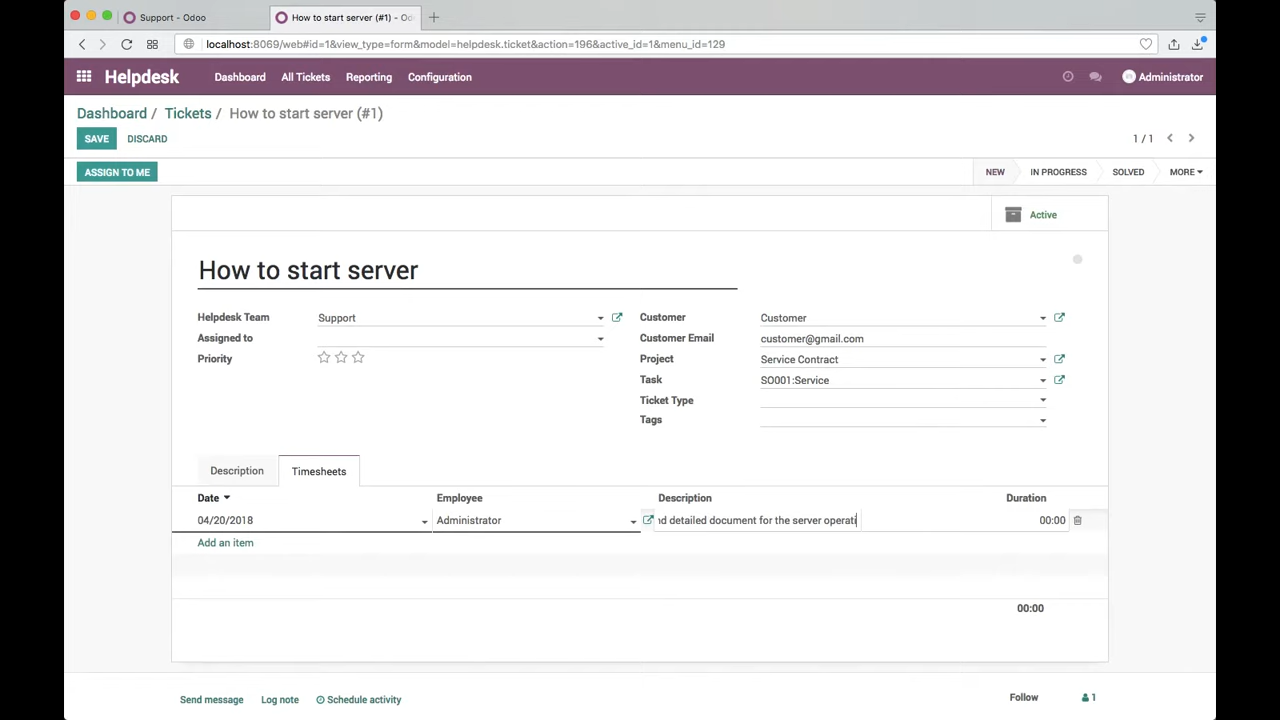 Support - Odoo
How to start server (#1) - Od
localhost:8069/web#id=1&view_type=form&model=helpdesk.ticket&action=196&active_id=1&menu_id=129
Helpdesk Dashboard All Tickets Reporting Configuration Administrator
Dashboard / Tickets / How to start server (#1)
SAVE DISCARD 1 / 1
ASSIGN TO ME NEW IN PROGRESS SOLVED MORE
Active
How to start server
Helpdesk Team Support Customer Customer
Assigned to Customer Email customer@gmail.com
Priority Project Service Contract
Task SO001:Service
Ticket Type
Tags
Description Timesheets
Date Employee Description Duration
04/20/2018 Administrator nd detailed document for the server operati 00:00
Add an item
00:00
Send message Log note Schedule activity Follow 1